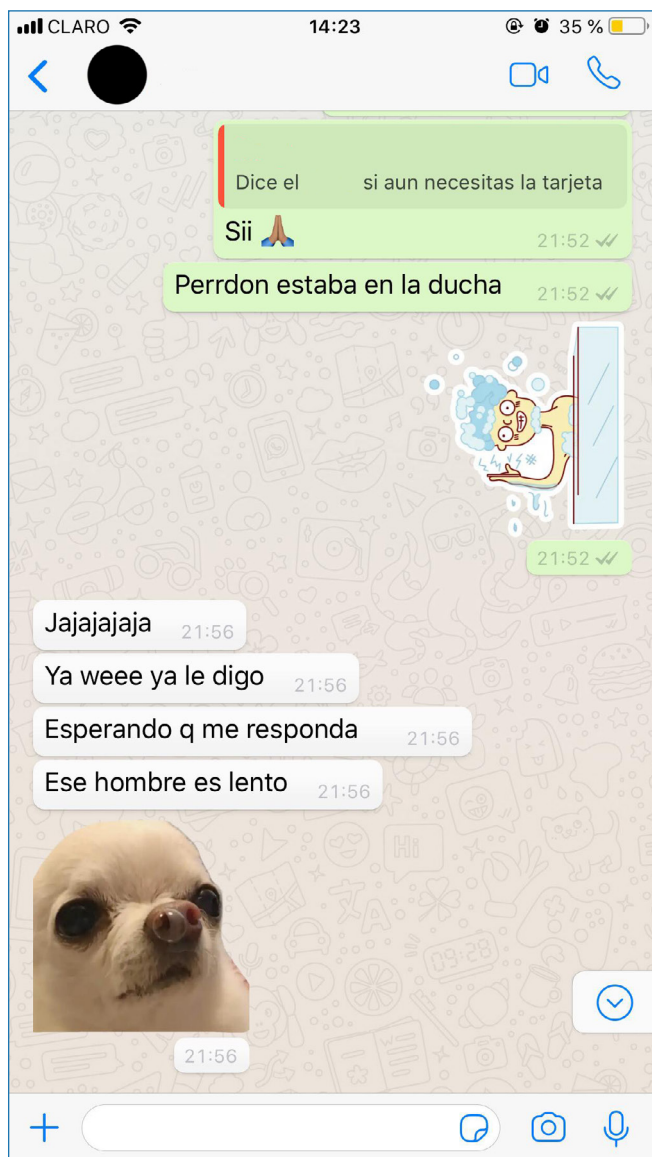 CLARO 14:23 35 %
Dice el si aun necesitas la tarjeta
Sii 🙏🏽 21:52
Perrdon estaba en la ducha 21:52
21:52
Jajajajaja 21:56
Ya weee ya le digo 21:56
Esperando q me responda 21:56
Ese hombre es lento 21:56
21:56